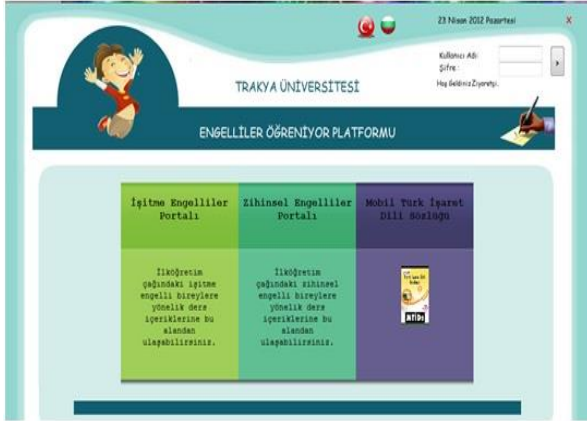 23 Nisan 2012 Pazartesi
X
Kullanıcı Adı:
Şifre :
Hoş Geldiniz Ziyaretçi.
TRAKYA ÜNİVERSİTESİ
ENGELLİLER ÖĞRENİYOR PLATFORMU
İşitme Engelliler
Portalı
Zihinsel Engelliler
Portalı
Mobil Türk İşaret
Dili Sözlüğü
İlköğretim
çağındaki işitme
engelli bireylere
yönelik ders
içeriklerine bu
alandan
ulaşabilirsiniz.
İlköğretim
çağındaki zihinsel
engelli bireylere
yönelik ders
içeriklerine bu
alandan
ulaşabilirsiniz.